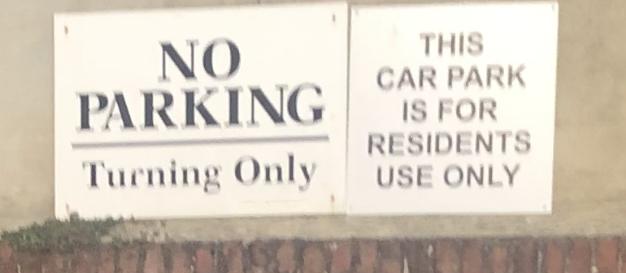 NO
PARKING
Turning Only
THIS
CAR PARK
IS FOR
RESIDENTS
USE ONLY